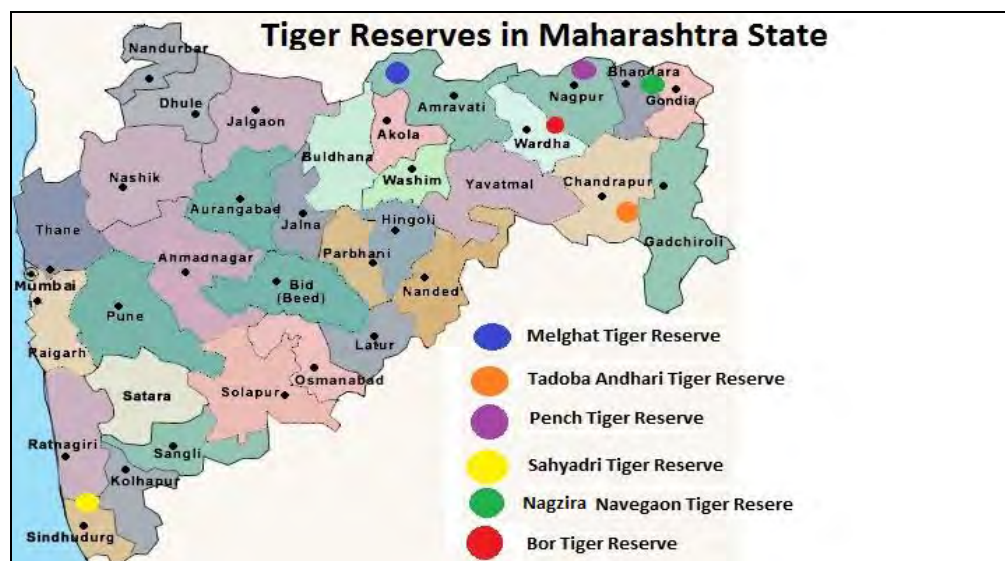 Tiger Reserves in Maharashtra State
Nandurbar
Dhule
Jalgaon
Buldhana
Akola
Amravati
Nagpur
Bhandara
Gondia
Wardha
Washim
Nashik
Aurangabad
Jalna
Hingoli
Yavatmal
Chandrapur
Gadchiroli
Thane
Ahmadnagar
Parbhani
Nanded
Mumbai
Bid
(Beed)
Pune
Latur
Raigarh
Osmanabad
Solapur
Satara
Ratnagiri
Sangli
Kolhapur
Sindhudurg
Melghat Tiger Reserve
Tadoba Andhari Tiger Reserve
Pench Tiger Reserve
Sahyadri Tiger Reserve
Nagzira Navegaon Tiger Resere
Bor Tiger Reserve